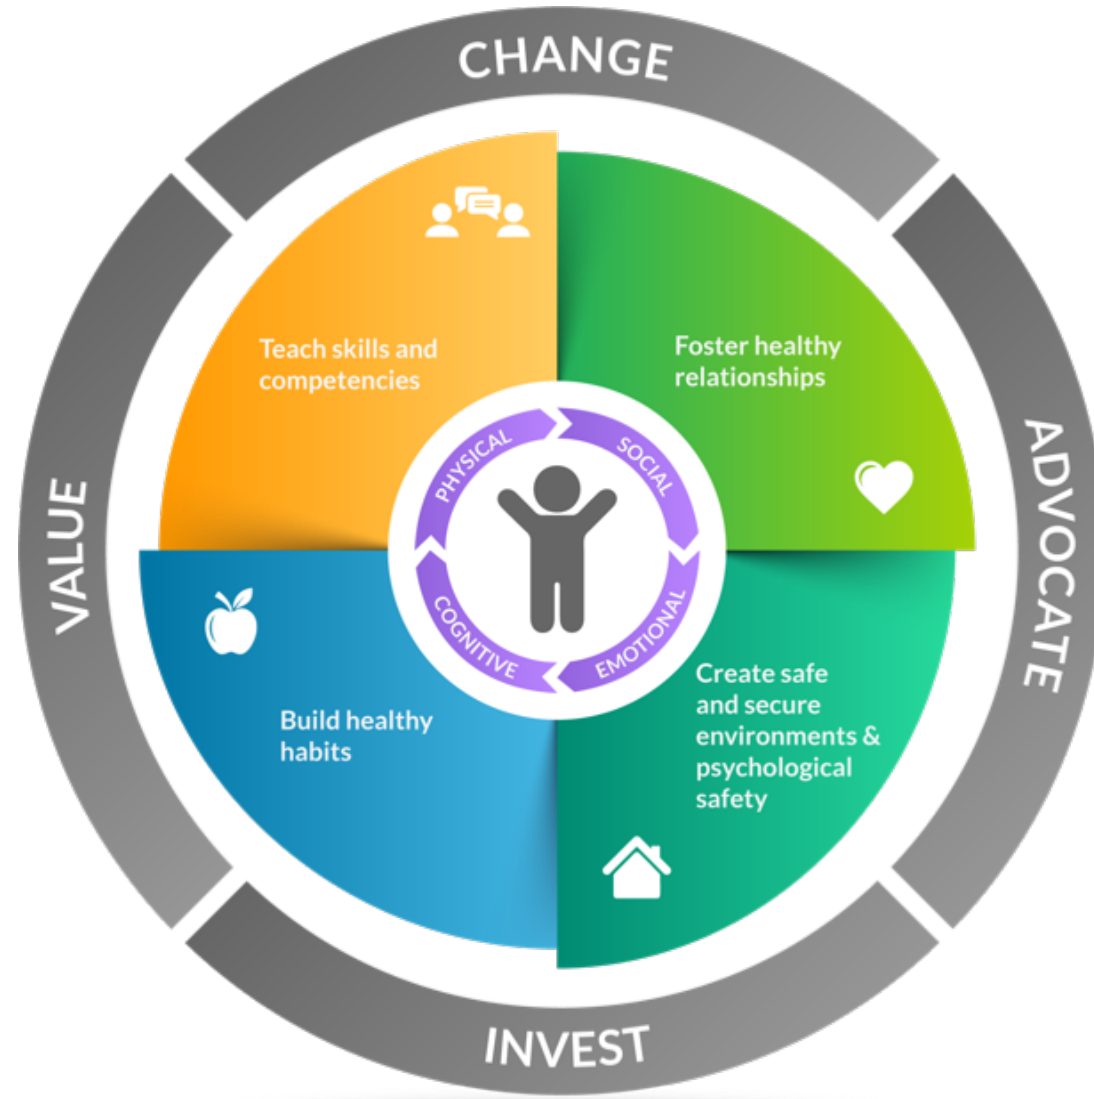 CHANGE
Teach skills and
competencies
Foster healthy
relationships
PHYSICAL
SOCIAL
VALUE
ADVOCATE
COGNITIVE
EMOTIONAL
Build healthy
habits
Create safe
and secure
environments &
psychological
safety
INVEST